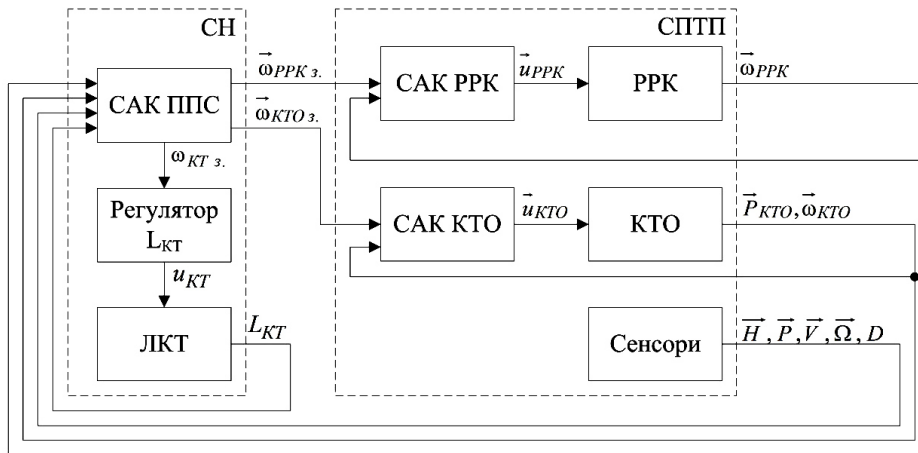 СН
СПТП
САК ППС
ω⃗РРК з.
САК РРК
u⃗РРК
РРК
ω⃗РРК
ω⃗КТО з.
ωКТ з.
Регулятор
LКТ
САК КТО
u⃗КТО
КТО
P⃗КТО, ω⃗КТО
uКТ
ЛКТ
LКТ
Сенсори
H⃗, P⃗, V⃗, Ω⃗, D